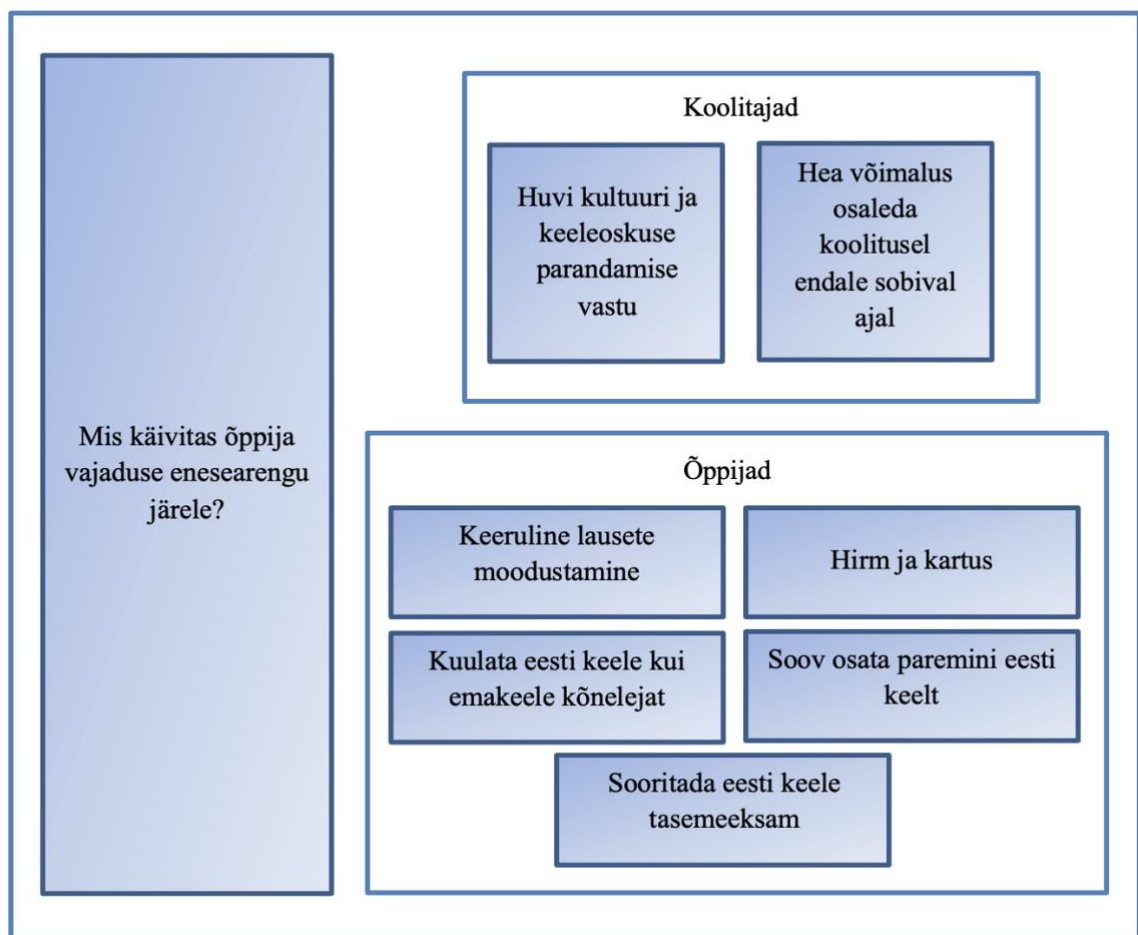 Mis käivitas õppija
vajaduse enesearengu
järele?
Koolitajad
Huvi kultuuri ja
keeleoskuse
parandamise
vastu
Hea võimalus
osaleda
koolitusel
endale sobival
ajal
Õppijad
Keeruline lausete
moodustamine
Hirm ja kartus
Kuulata eesti keele kui
emakeele kõnelejat
Soov osata paremini eesti
keelt
Sooritada eesti keele
tasemeeksam